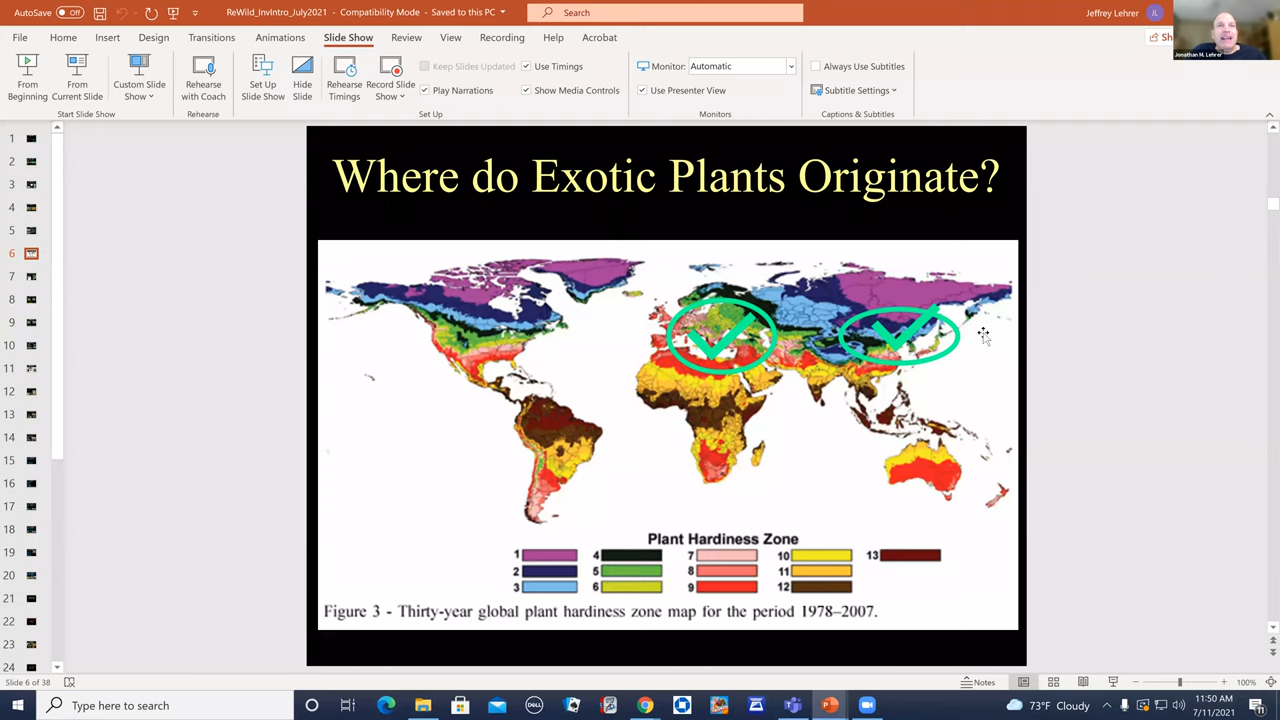 AutoSave Off ReWild_InvIntro_July2021 - Compatibility Mode - Saved to this PC Search Jeffrey Lehrer JL
Jonathan M. Lehrer
File Home Insert Design Transitions Animations Slide Show Review View Recording Help Acrobat Sh
From Beginning
From Current Slide
Custom Slide Show
Start Slide Show
Rehearse with Coach
Rehearse
Set Up Slide Show
Hide Slide
Rehearse Timings
Record Slide Show
Keep Slides Updated
Use Timings
Play Narrations
Show Media Controls
Set Up
Monitor: Automatic
Use Presenter View
Monitors
Always Use Subtitles
Subtitle Settings
Captions & Subtitles
1
2
3
4
5
6
7
8
9
10
11
12
13
14
15
16
17
18
19
20
21
22
23
24
Where do Exotic Plants Originate?
Plant Hardiness Zone
1 4 7 10 13
2 5 8 11
3 6 9 12
Figure 3 - Thirty-year global plant hardiness zone map for the period 1978–2007.
Slide 6 of 38 Notes 100%
Type here to search DELL 73°F Cloudy 11:50 AM
7/11/2021